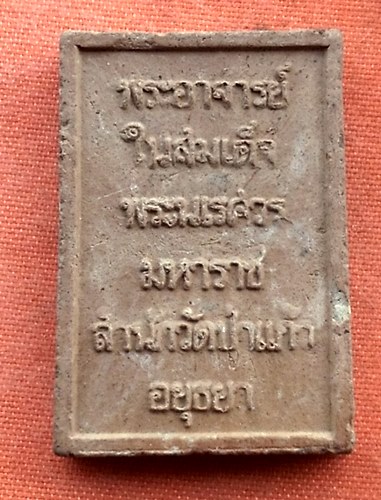 พระอาจารย์
ในสมเด็จ
พระนเรศวร
มหาราช
สำนักวัดป่าแก้ว
อยุธยา